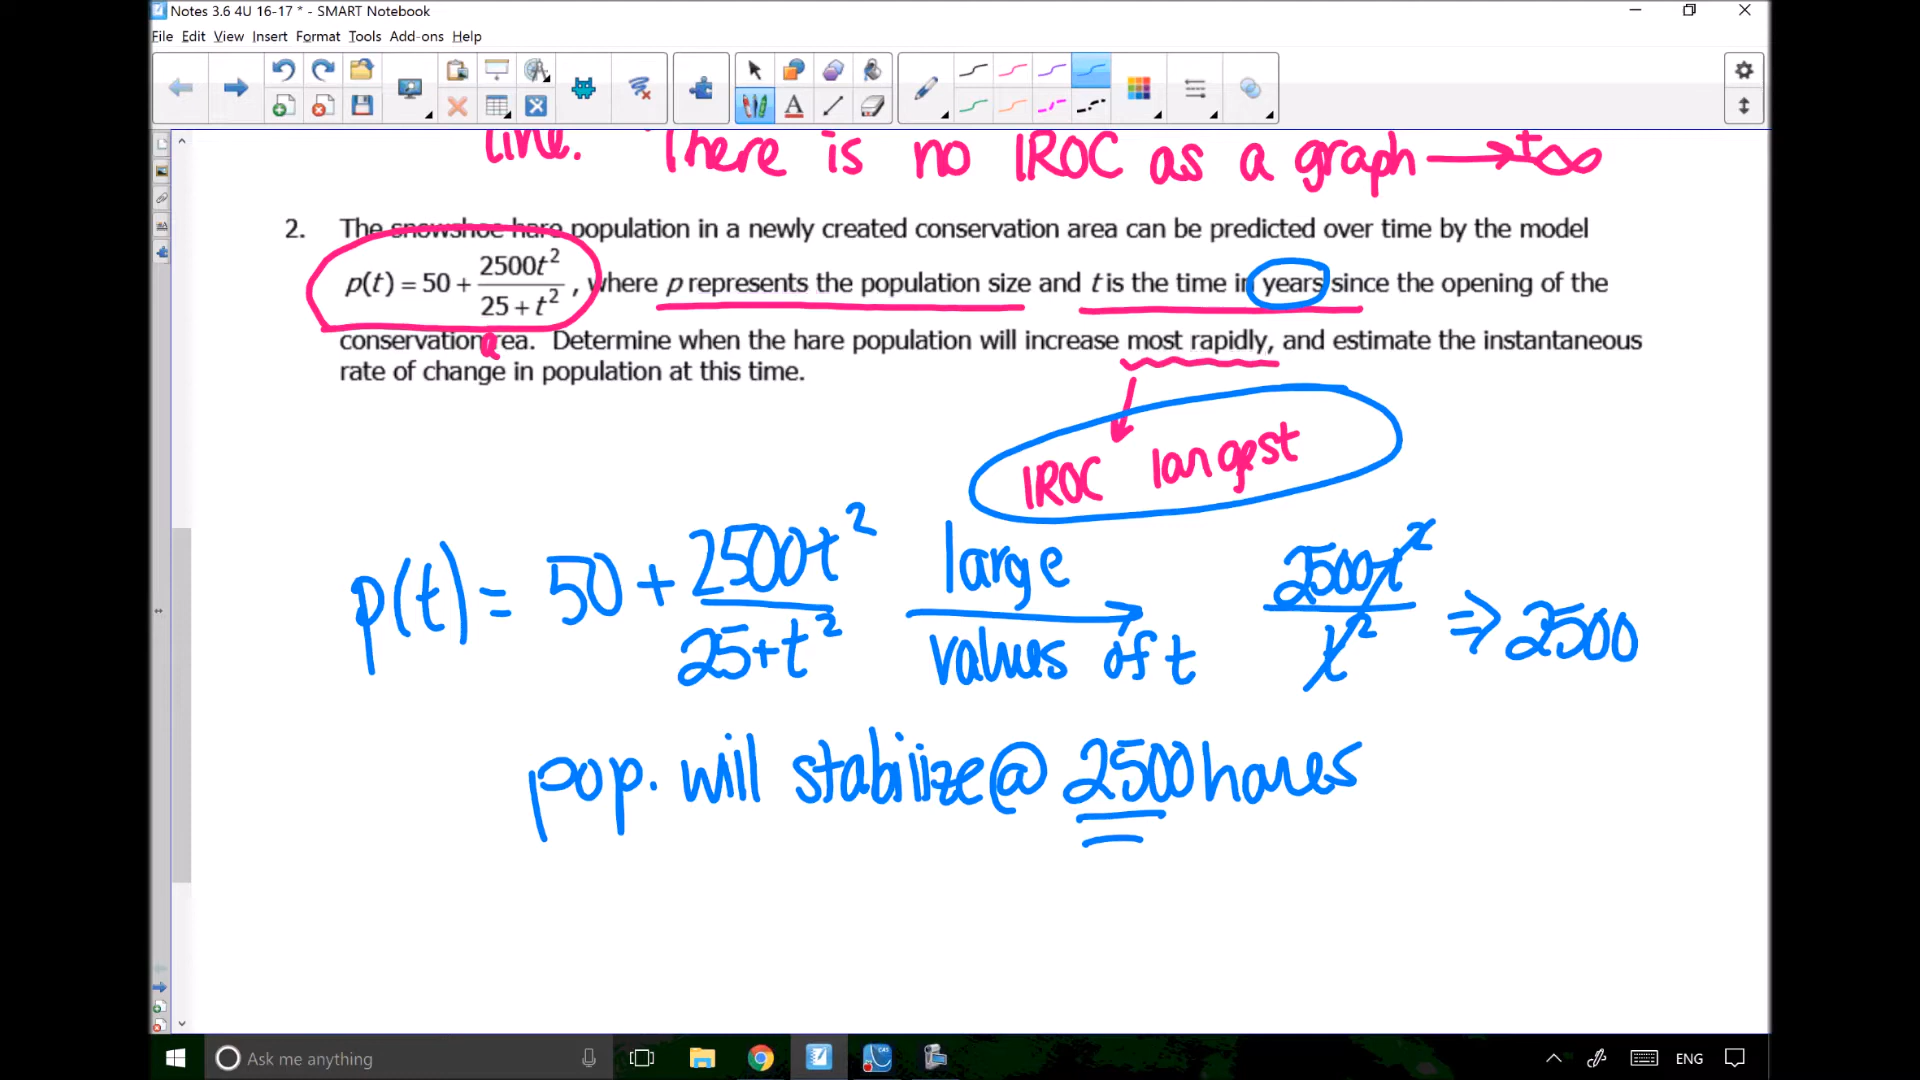 Notes 3.6 4U 16-17 * - SMART Notebook
File Edit View Insert Format Tools Add-ons Help
line. There is no IROC as a graph → +∞
2. The snowshoe hare population in a newly created conservation area can be predicted over time by the model
p(t) = 50 + 2500t² / 25 + t² , where p represents the population size and t is the time in years since the opening of the
conservation area. Determine when the hare population will increase most rapidly, and estimate the instantaneous
rate of change in population at this time.
IROC largest
p(t) = 50 + 2500t² / 25+t² large values of t → 2500t² / t² ⇒ 2500
pop. will stabilize @ 2500 hares
Ask me anything
ENG